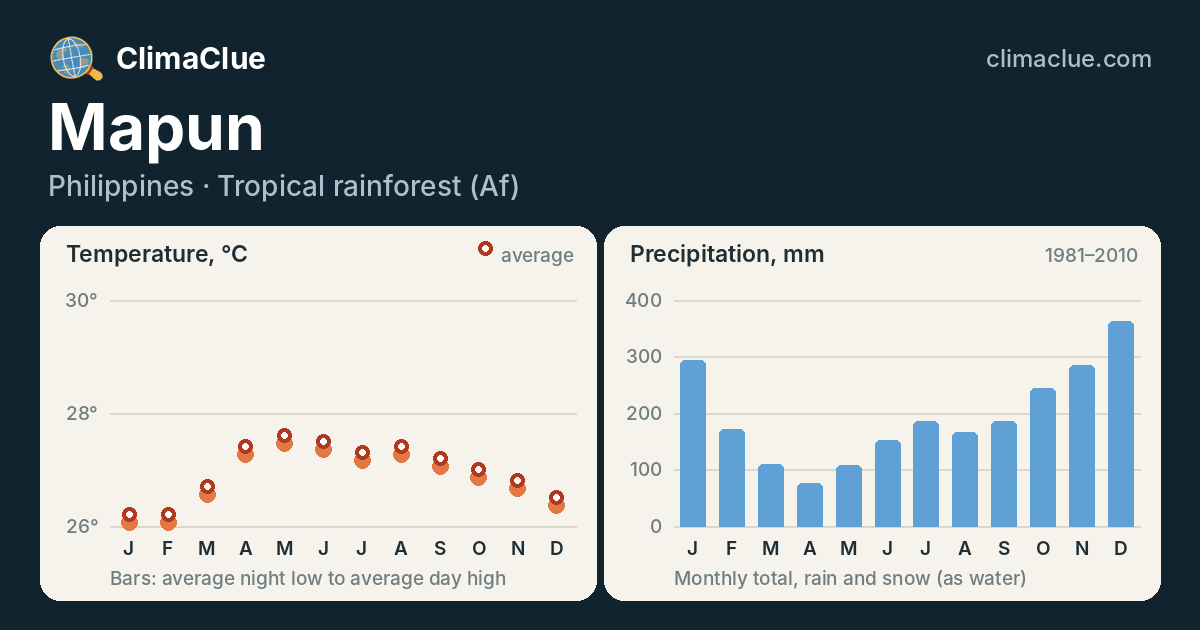 ClimaClue
climaclue.com
Mapun
Philippines · Tropical rainforest (Af)
Temperature, °C
average
30°
28°
26°
J F M A M J J A S O N D
Bars: average night low to average day high
Precipitation, mm
1981–2010
400
300
200
100
0
J F M A M J J A S O N D
Monthly total, rain and snow (as water)